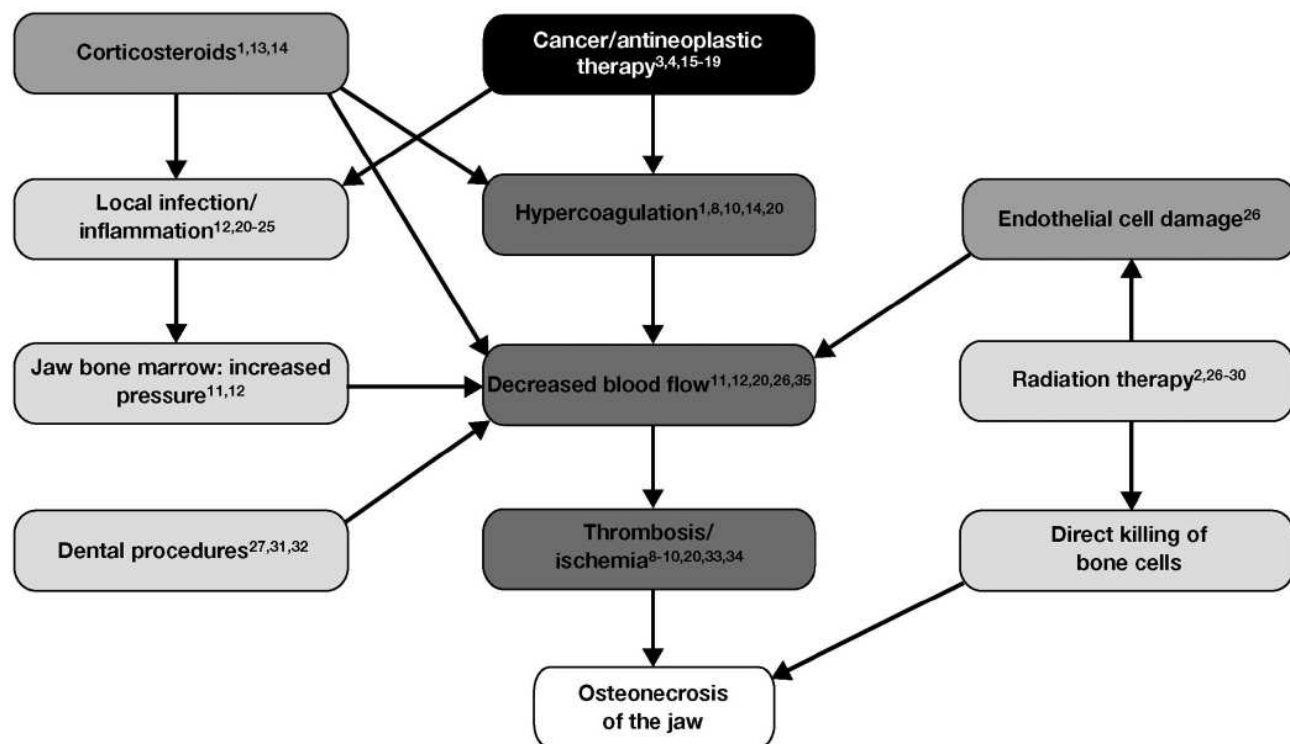 Corticosteroids1,13,14
Cancer/antineoplastic
therapy3,4,15-19
Local infection/
inflammation12,20-25
Hypercoagulation1,8,10,14,20
Endothelial cell damage26
Jaw bone marrow: increased
pressure11,12
Decreased blood flow11,12,20,26,35
Radiation therapy2,26-30
Dental procedures27,31,32
Thrombosis/
ischemia8-10,20,33,34
Direct killing of
bone cells
Osteonecrosis
of the jaw